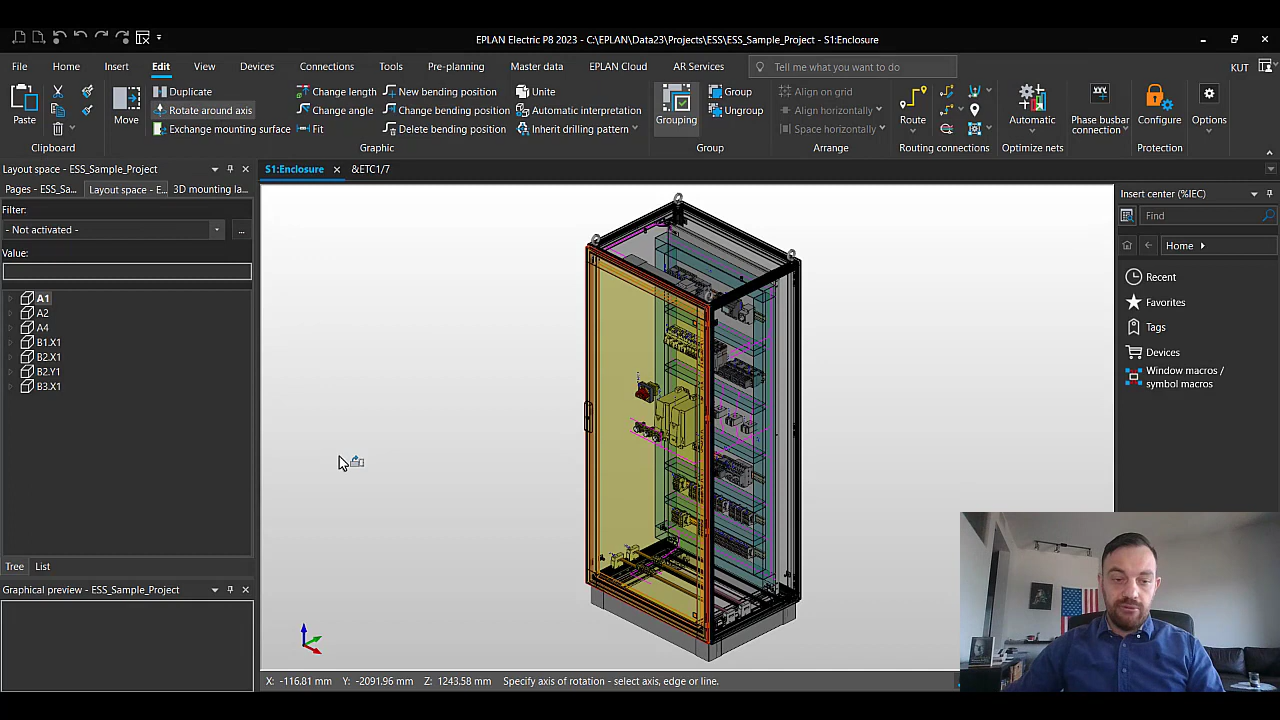 EPLAN Electric P8 2023 - C:\EPLAN\Data23\Projects\ESS\ESS_Sample_Project - S1:Enclosure
File Home Insert Edit View Devices Connections Tools Pre-planning Master data EPLAN Cloud AR Services Tell me what you want to do KUT
Paste
Clipboard
Move
Duplicate
Rotate around axis
Exchange mounting surface
Change length
Change angle
Fit
New bending position
Change bending position
Delete bending position
Unite
Automatic interpretation
Inherit drilling pattern
Graphic
Grouping
Group
Ungroup
Group
Align on grid
Align horizontally
Space horizontally
Arrange
Route
Routing connections
Automatic
Optimize nets
Phase busbar
connection
Configure
Protection
Options
Layout space - ESS_Sample_Project
Pages - ESS_Sa... Layout space - E... 3D mounting la...
Filter:
- Not activated -
...
Value:
A1
A2
A4
B1.X1
B2.X1
B2.Y1
B3.X1
Tree List
Graphical preview - ESS_Sample_Project
S1:Enclosure &ETC1/7
X: -116.81 mm Y: -2091.96 mm Z: 1243.58 mm Specify axis of rotation - select axis, edge or line.
Insert center (%IEC)
Find
Home
Recent
Favorites
Tags
Devices
Window macros /
symbol macros